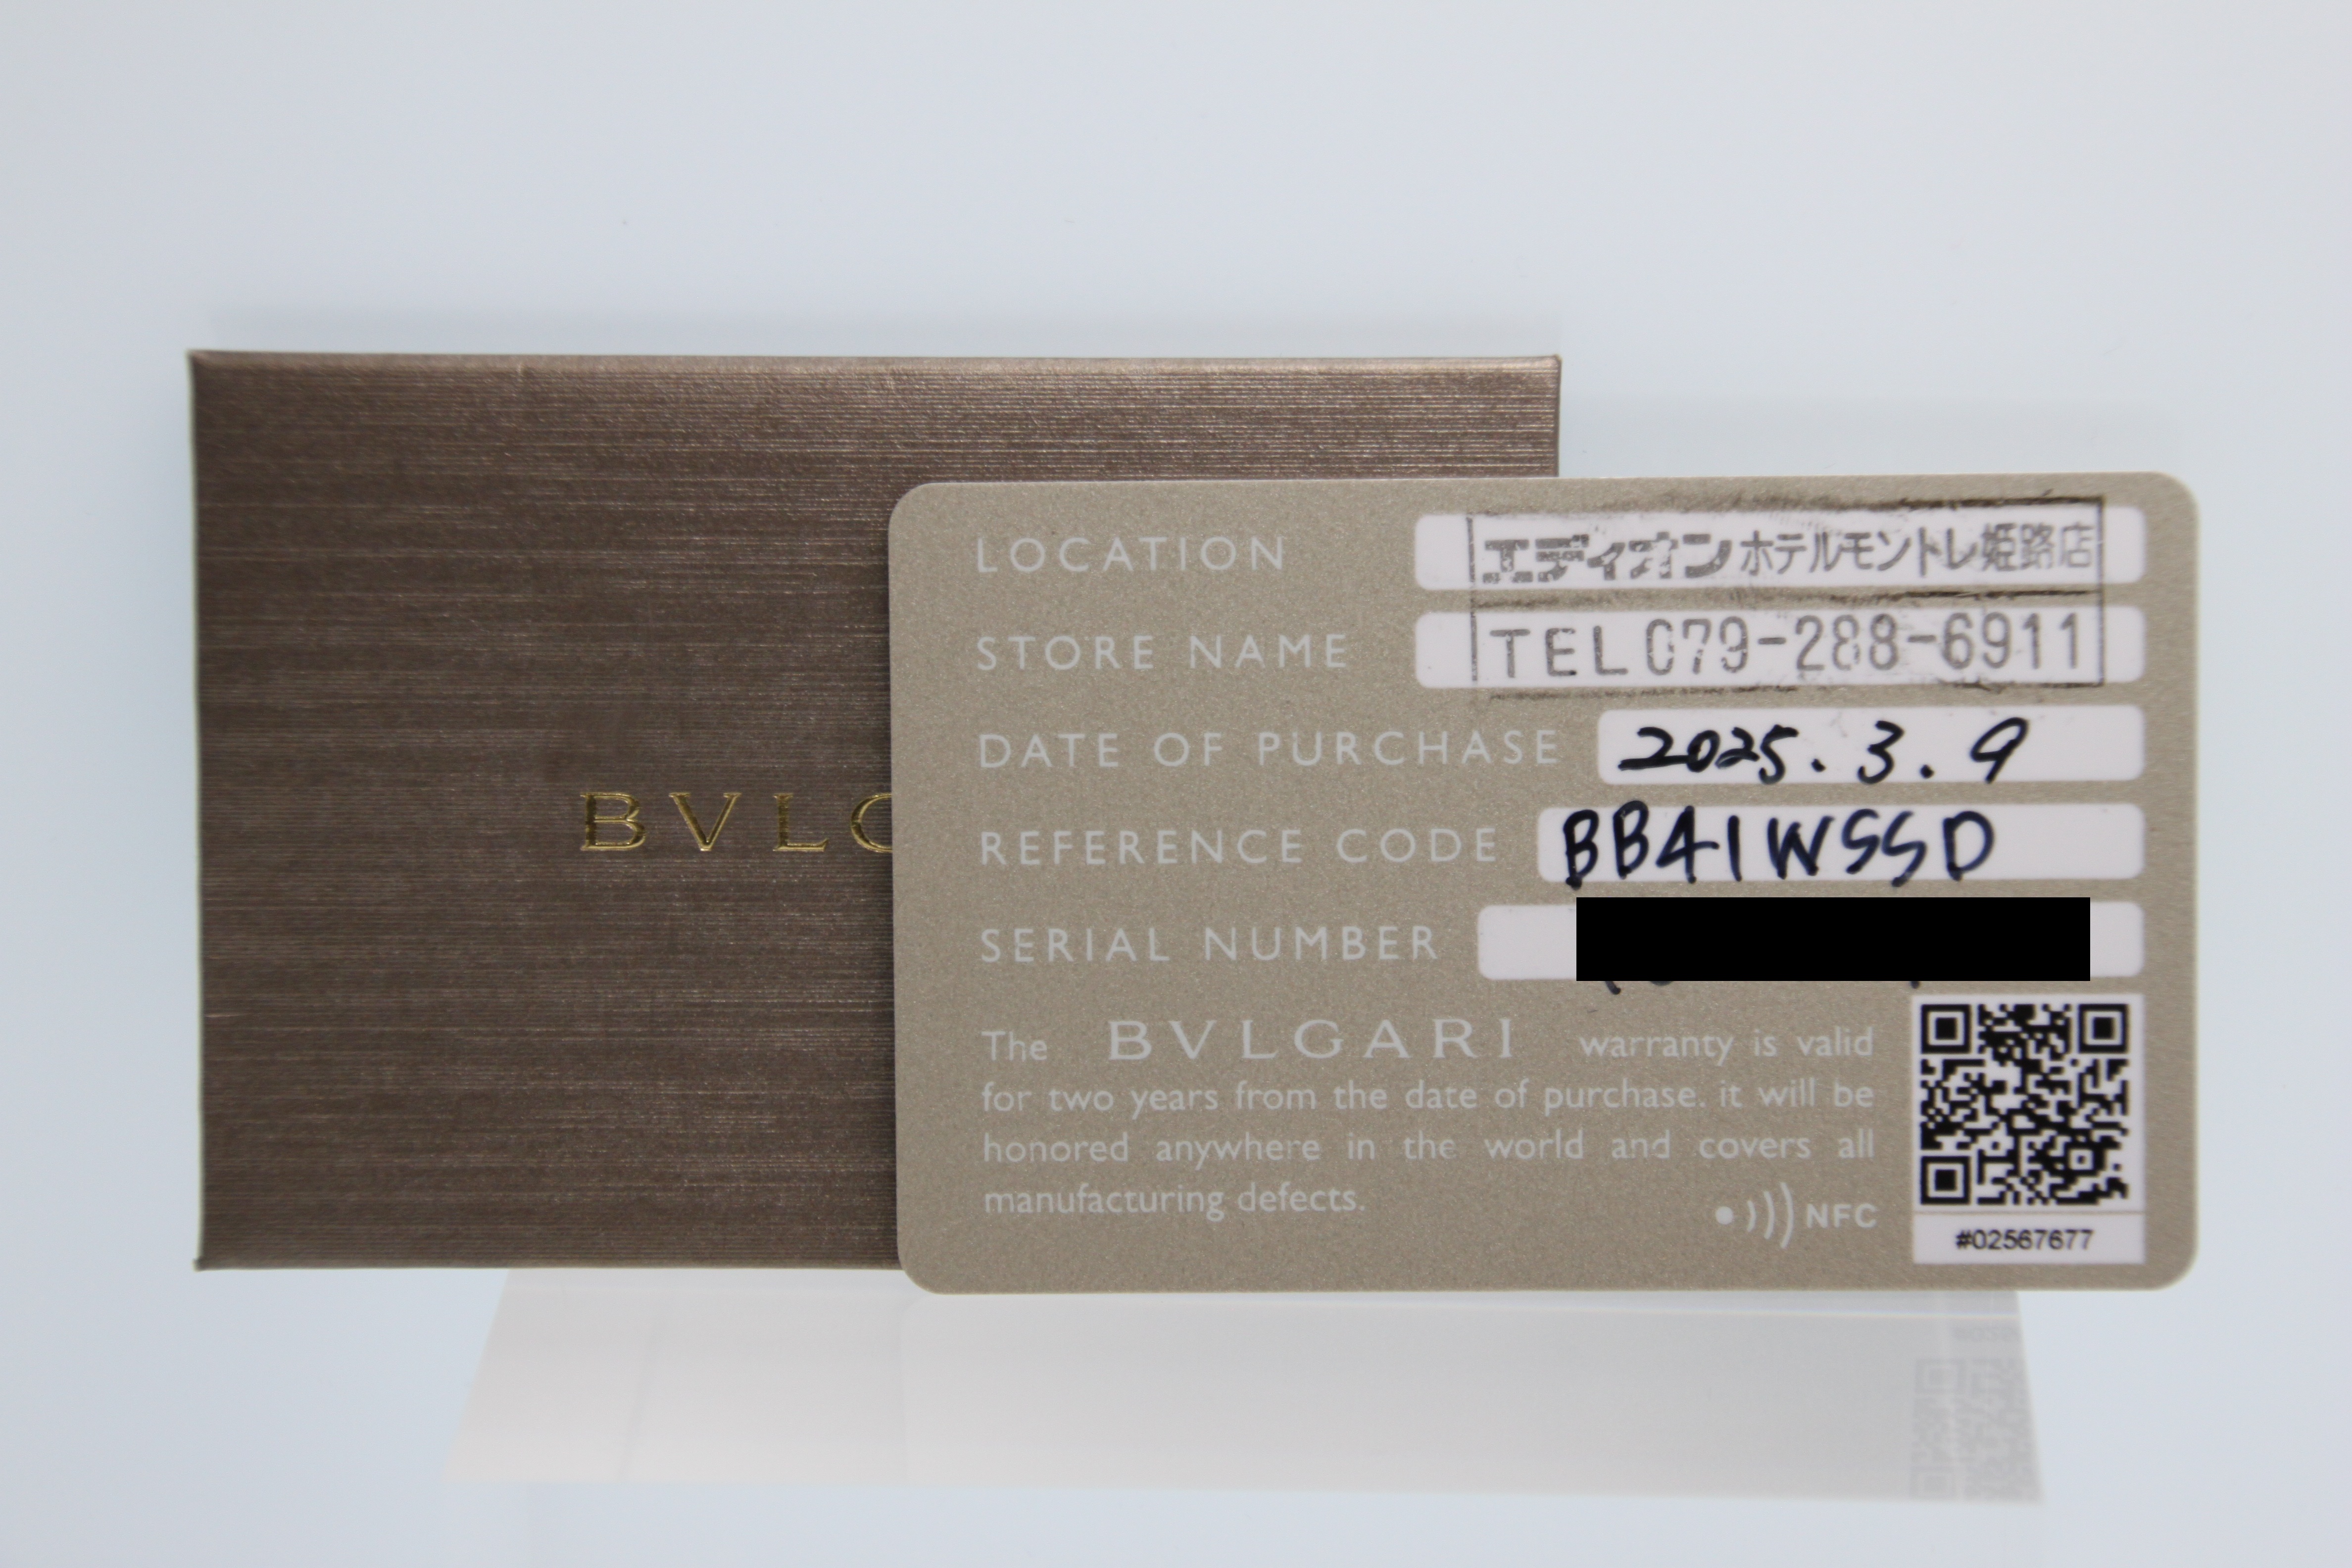 BVLG
LOCATION エディオンホテルモントレ姫路店
STORE NAME TEL 079-288-6911
DATE OF PURCHASE 2025.3.9
REFERENCE CODE BB41WSSD
SERIAL NUMBER
The BVLGARI warranty is valid
for two years from the date of purchase. it will be
honored anywhere in the world and covers all
manufacturing defects.
NFC
#02567677